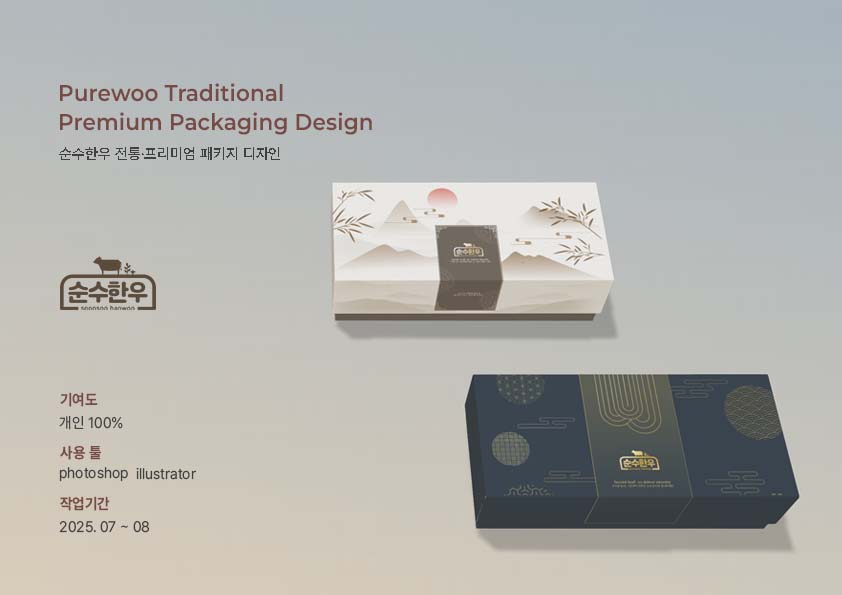 Purewoo Traditional
Premium Packaging Design
순수한우 전통·프리미엄 패키지 디자인
순수한우
soonsoo hanwoo
순수한우
순수한우
기여도
개인 100%
사용 툴
photoshop illustrator
작업기간
2025. 07 ~ 08